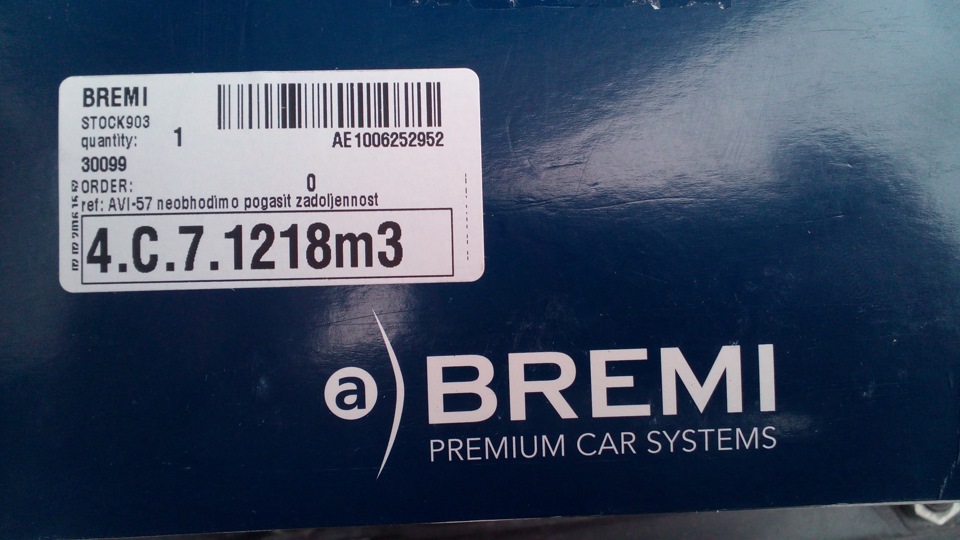 BREMI
STOCK903
quantity: 1
AE1006252952
30099
ORDER: 0
ref: AVI-57 neobhodimo pogasit zadoljennost
4.C.7.1218m3
a BREMI
PREMIUM CAR SYSTEMS